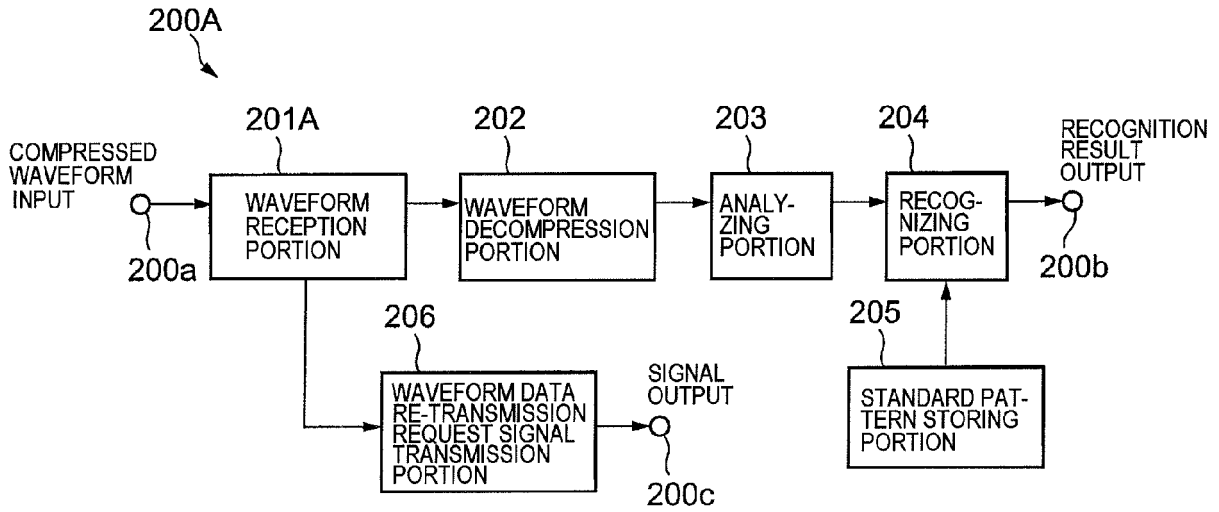 200A
201A
202
203
204
COMPRESSED
WAVEFORM
INPUT
RECOGNITION
RESULT
OUTPUT
WAVEFORM
RECEPTION
PORTION
WAVEFORM
DECOMPRESSION
PORTION
ANALY-
ZING
PORTION
RECOG-
NIZING
PORTION
200a
200b
206
205
WAVEFORM DATA
RE-TRANSMISSION
REQUEST SIGNAL
TRANSMISSION
PORTION
SIGNAL
OUTPUT
STANDARD PAT-
TERN STORING
PORTION
200c